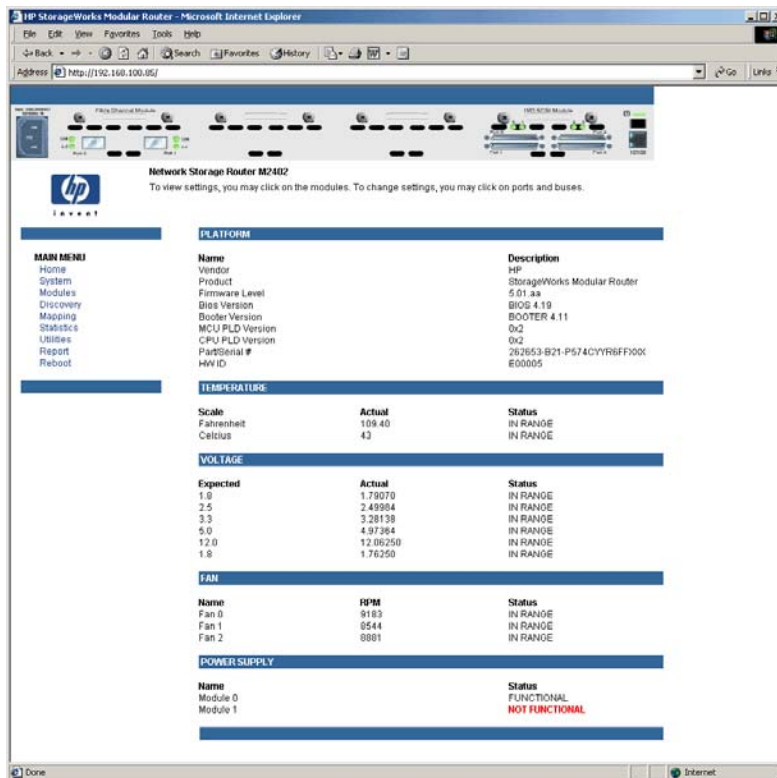 HP StorageWorks Modular Router - Microsoft Internet Explorer
File Edit View Favorites Tools Help
Back Search Favorites History
Address http://192.168.100.85/ Go Links
Fibre Channel Module
hp
invent
Network Storage Router M2402
To view settings, you may click on the modules. To change settings, you may click on ports and buses.
MAIN MENU
Home
System
Modules
Discovery
Mapping
Statistics
Utilities
Report
Reboot
PLATFORM
Name Description
Vendor HP
Product StorageWorks Modular Router
Firmware Level 5.01.aa
Bios Version BIOS 4.19
Booter Version BOOTER 4.11
MCU PLD Version 0x2
CPU PLD Version 0x2
Part/Serial # 262653-B21-P574CYYR6FFXXX
HW ID E00005
TEMPERATURE
Scale Actual Status
Fahrenheit 109.40 IN RANGE
Celcius 43 IN RANGE
VOLTAGE
Expected Actual Status
1.8 1.79070 IN RANGE
2.5 2.49984 IN RANGE
3.3 3.28138 IN RANGE
5.0 4.97364 IN RANGE
12.0 12.06250 IN RANGE
1.8 1.76250 IN RANGE
FAN
Name RPM Status
Fan 0 9183 IN RANGE
Fan 1 8544 IN RANGE
Fan 2 8881 IN RANGE
POWER SUPPLY
Name Status
Module 0 FUNCTIONAL
Module 1 NOT FUNCTIONAL
Done Internet